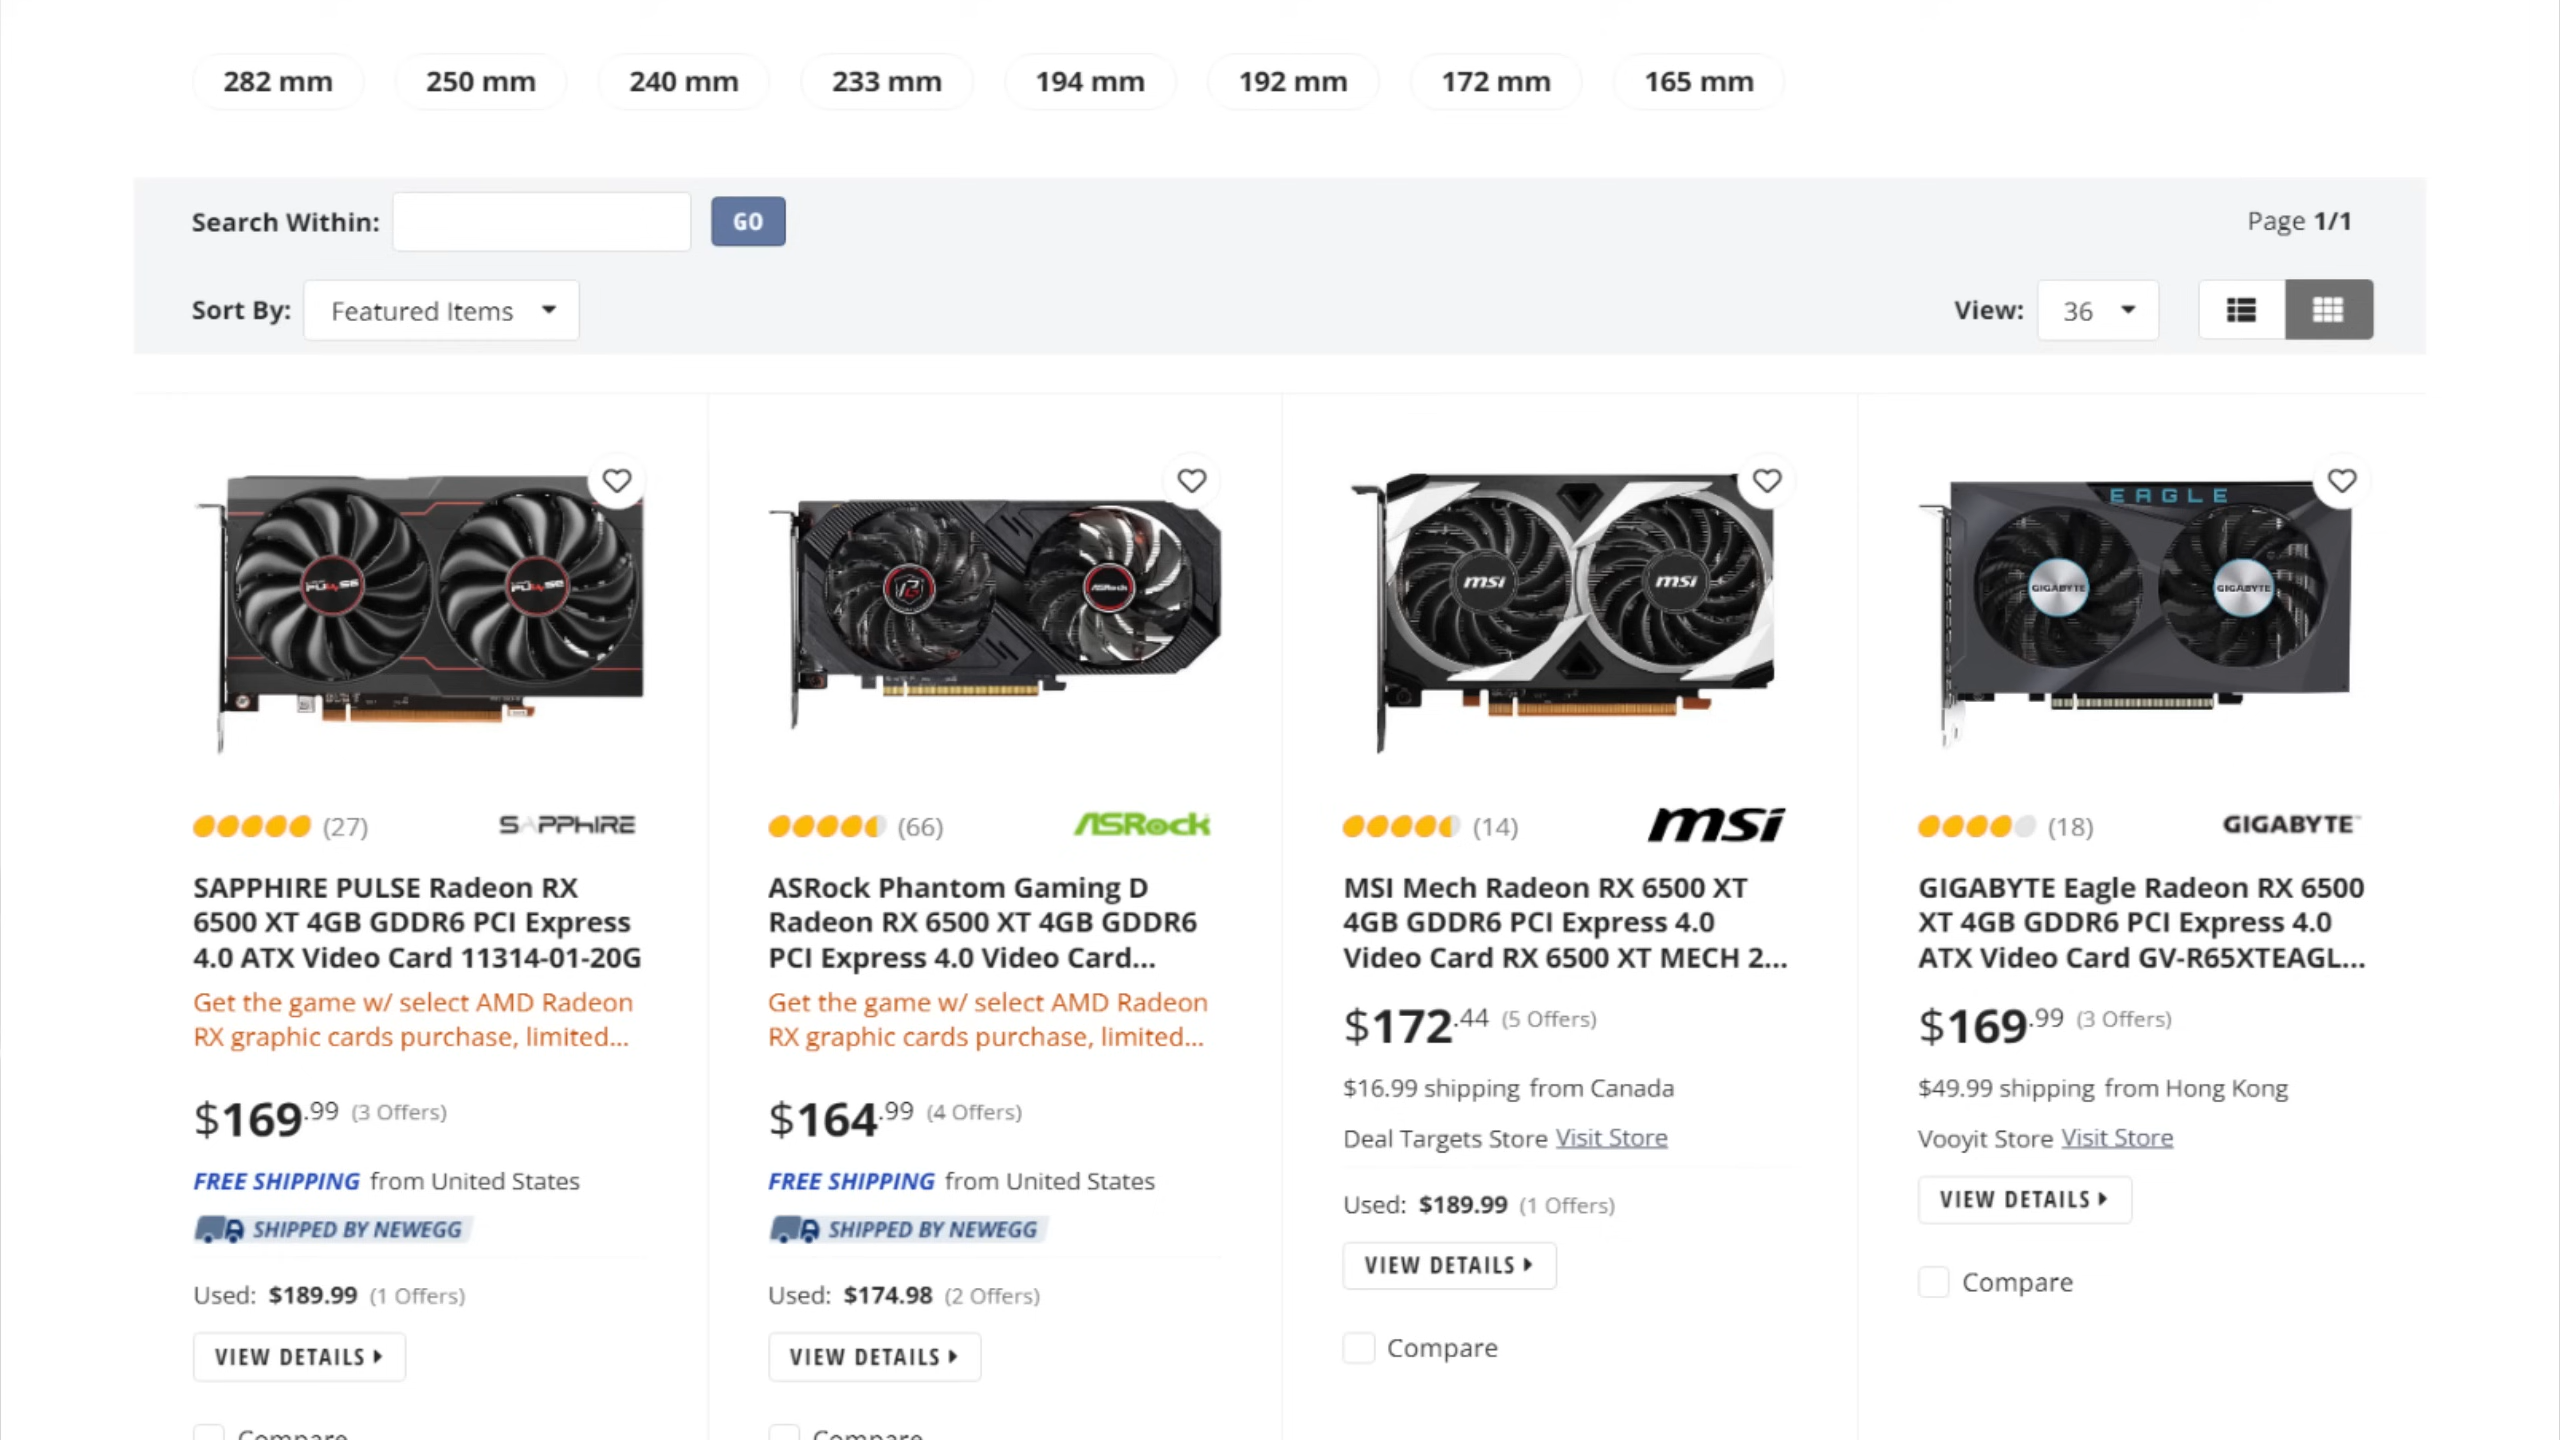 282 mm
250 mm
240 mm
233 mm
194 mm
192 mm
172 mm
165 mm
Search Within:
GO
Page 1/1
Sort By:
Featured Items
View:
36
PULSE
PULSE
ASRock
msi
msi
EAGLE
GIGABYTE
GIGABYTE
(27)
SAPPHIRE
SAPPHIRE PULSE Radeon RX
6500 XT 4GB GDDR6 PCI Express
4.0 ATX Video Card 11314-01-20G
Get the game w/ select AMD Radeon
RX graphic cards purchase, limited...
$169.99 (3 Offers)
FREE SHIPPING from United States
SHIPPED BY NEWEGG
Used: $189.99 (1 Offers)
VIEW DETAILS
Compare
(66)
ASRock
ASRock Phantom Gaming D
Radeon RX 6500 XT 4GB GDDR6
PCI Express 4.0 Video Card...
Get the game w/ select AMD Radeon
RX graphic cards purchase, limited...
$164.99 (4 Offers)
FREE SHIPPING from United States
SHIPPED BY NEWEGG
Used: $174.98 (2 Offers)
VIEW DETAILS
Compare
(14)
msi
MSI Mech Radeon RX 6500 XT
4GB GDDR6 PCI Express 4.0
Video Card RX 6500 XT MECH 2...
$172.44 (5 Offers)
$16.99 shipping from Canada
Deal Targets Store Visit Store
Used: $189.99 (1 Offers)
VIEW DETAILS
Compare
(18)
GIGABYTE
GIGABYTE Eagle Radeon RX 6500
XT 4GB GDDR6 PCI Express 4.0
ATX Video Card GV-R65XTEAGL...
$169.99 (3 Offers)
$49.99 shipping from Hong Kong
Vooyit Store Visit Store
VIEW DETAILS
Compare